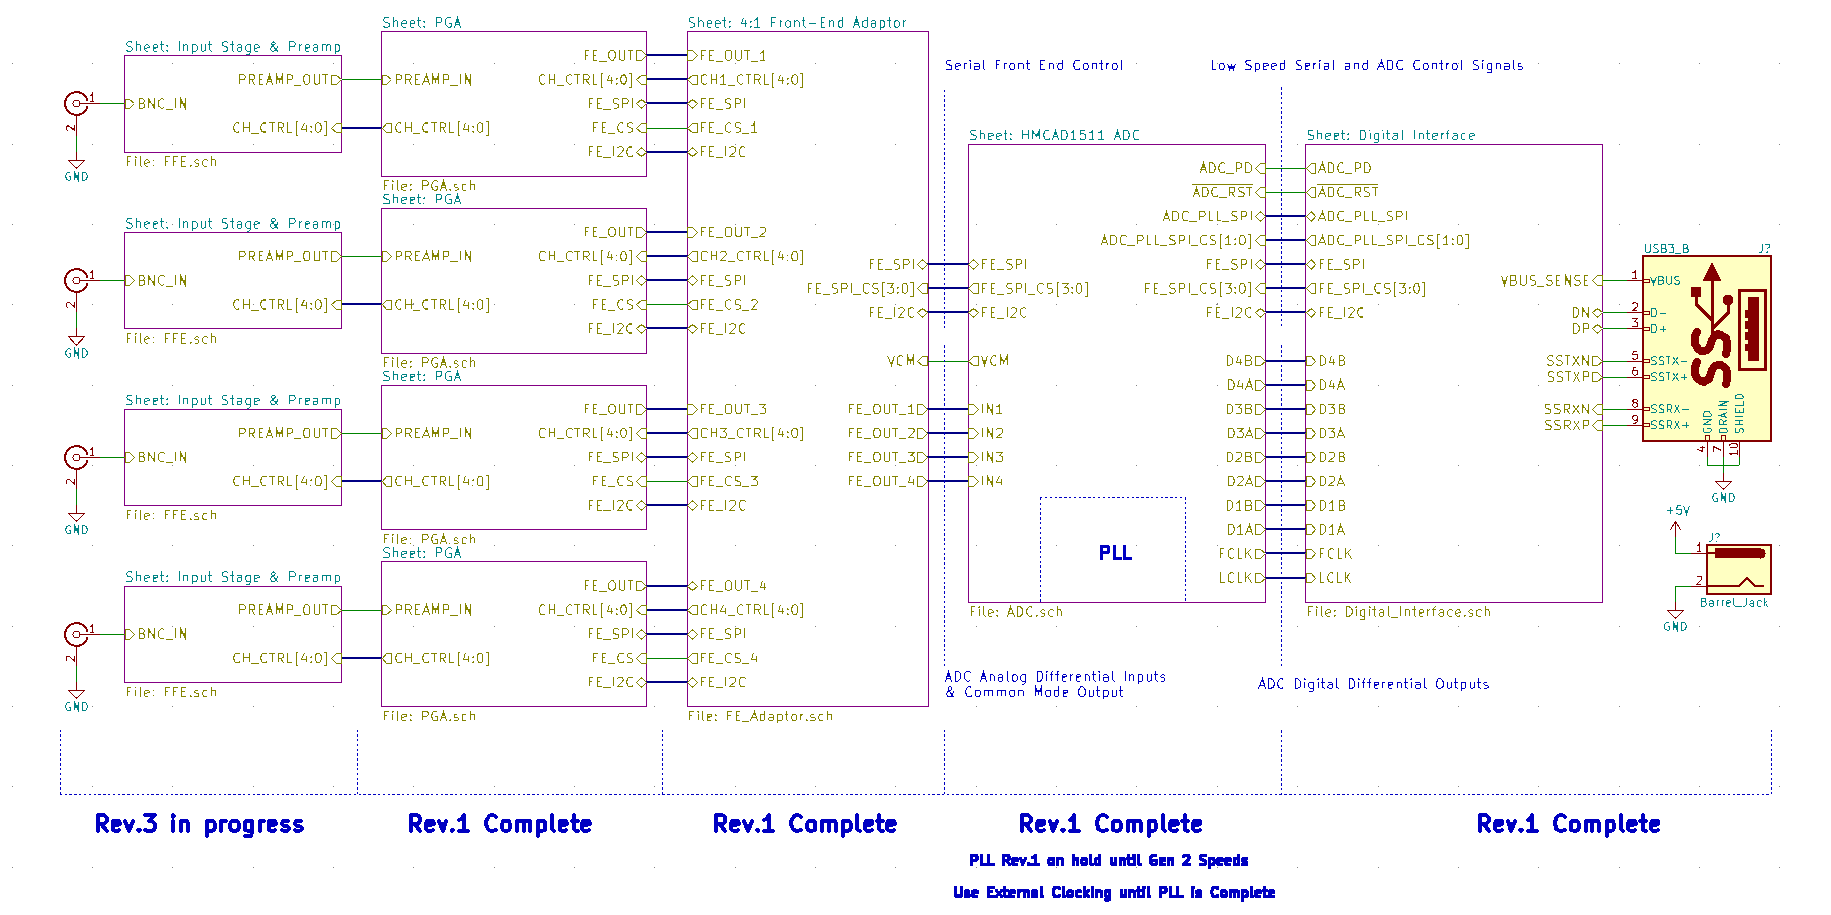 Sheet: Input Stage & Preamp
PREAMP_OUT
BNC_IN
CH_CTRL[4:0]
File: FFE.sch
1
2
GND
Sheet: PGA
FE_OUT
PREAMP_IN
CH_CTRL[4:0]
FE_SPI
CH_CTRL[4:0]
FE_CS
FE_I2C
File: PGA.sch
Sheet: Input Stage & Preamp
PREAMP_OUT
BNC_IN
CH_CTRL[4:0]
File: FFE.sch
1
2
GND
Sheet: PGA
FE_OUT
PREAMP_IN
CH_CTRL[4:0]
FE_SPI
CH_CTRL[4:0]
FE_CS
FE_I2C
File: PGA.sch
Sheet: Input Stage & Preamp
PREAMP_OUT
BNC_IN
CH_CTRL[4:0]
File: FFE.sch
1
2
GND
Sheet: PGA
FE_OUT
PREAMP_IN
CH_CTRL[4:0]
FE_SPI
CH_CTRL[4:0]
FE_CS
FE_I2C
File: PGA.sch
Sheet: Input Stage & Preamp
PREAMP_OUT
BNC_IN
CH_CTRL[4:0]
File: FFE.sch
1
2
GND
Sheet: PGA
FE_OUT
PREAMP_IN
CH_CTRL[4:0]
FE_SPI
CH_CTRL[4:0]
FE_CS
FE_I2C
File: PGA.sch
Sheet: 4:1 Front-End Adaptor
FE_OUT_1
CH1_CTRL[4:0]
FE_SPI
FE_CS_1
FE_I2C
FE_OUT_2
CH2_CTRL[4:0]
FE_SPI
FE_CS_2
FE_I2C
FE_OUT_3
CH3_CTRL[4:0]
FE_SPI
FE_CS_3
FE_I2C
FE_OUT_4
CH4_CTRL[4:0]
FE_SPI
FE_CS_4
FE_I2C
FE_SPI
FE_SPI_CS[3:0]
FE_I2C
VCM
FE_OUT_1
FE_OUT_2
FE_OUT_3
FE_OUT_4
File: FE_Adaptor.sch
Serial Front End Control
Sheet: HMCAD1511 ADC
FE_SPI
FE_SPI_CS[3:0]
FE_I2C
VCM
IN1
IN2
IN3
IN4
ADC_PD
ADC_RST
ADC_PLL_SPI
ADC_PLL_SPI_CS[1:0]
FE_SPI
FE_SPI_CS[3:0]
FE_I2C
D4B
D4A
D3B
D3A
D2B
D2A
D1B
D1A
FCLK
LCLK
PLL
File: ADC.sch
ADC Analog Differential Inputs
& Common Mode Output
Low Speed Serial and ADC Control Signals
Sheet: Digital Interface
ADC_PD
ADC_RST
ADC_PLL_SPI
ADC_PLL_SPI_CS[1:0]
FE_SPI
FE_SPI_CS[3:0]
FE_I2C
D4B
D4A
D3B
D3A
D2B
D2A
D1B
D1A
FCLK
LCLK
VBUS_SENSE
DN
DP
SSTXN
SSTXP
SSRXN
SSRXP
File: Digital_Interface.sch
ADC Digital Differential Outputs
USB3_B
J?
1
VBUS
2
D-
3
D+
5
SSTX-
6
SSTX+
8
SSRX-
9
SSRX+
SS
GND
DRAIN
SHIELD
4
7
10
GND
+5V
J?
1
2
Barrel_Jack
GND
Rev.3 in progress
Rev.1 Complete
Rev.1 Complete
Rev.1 Complete
Rev.1 Complete
PLL Rev.1 on hold until Gen 2 Speeds
Use External Clocking until PLL is Complete